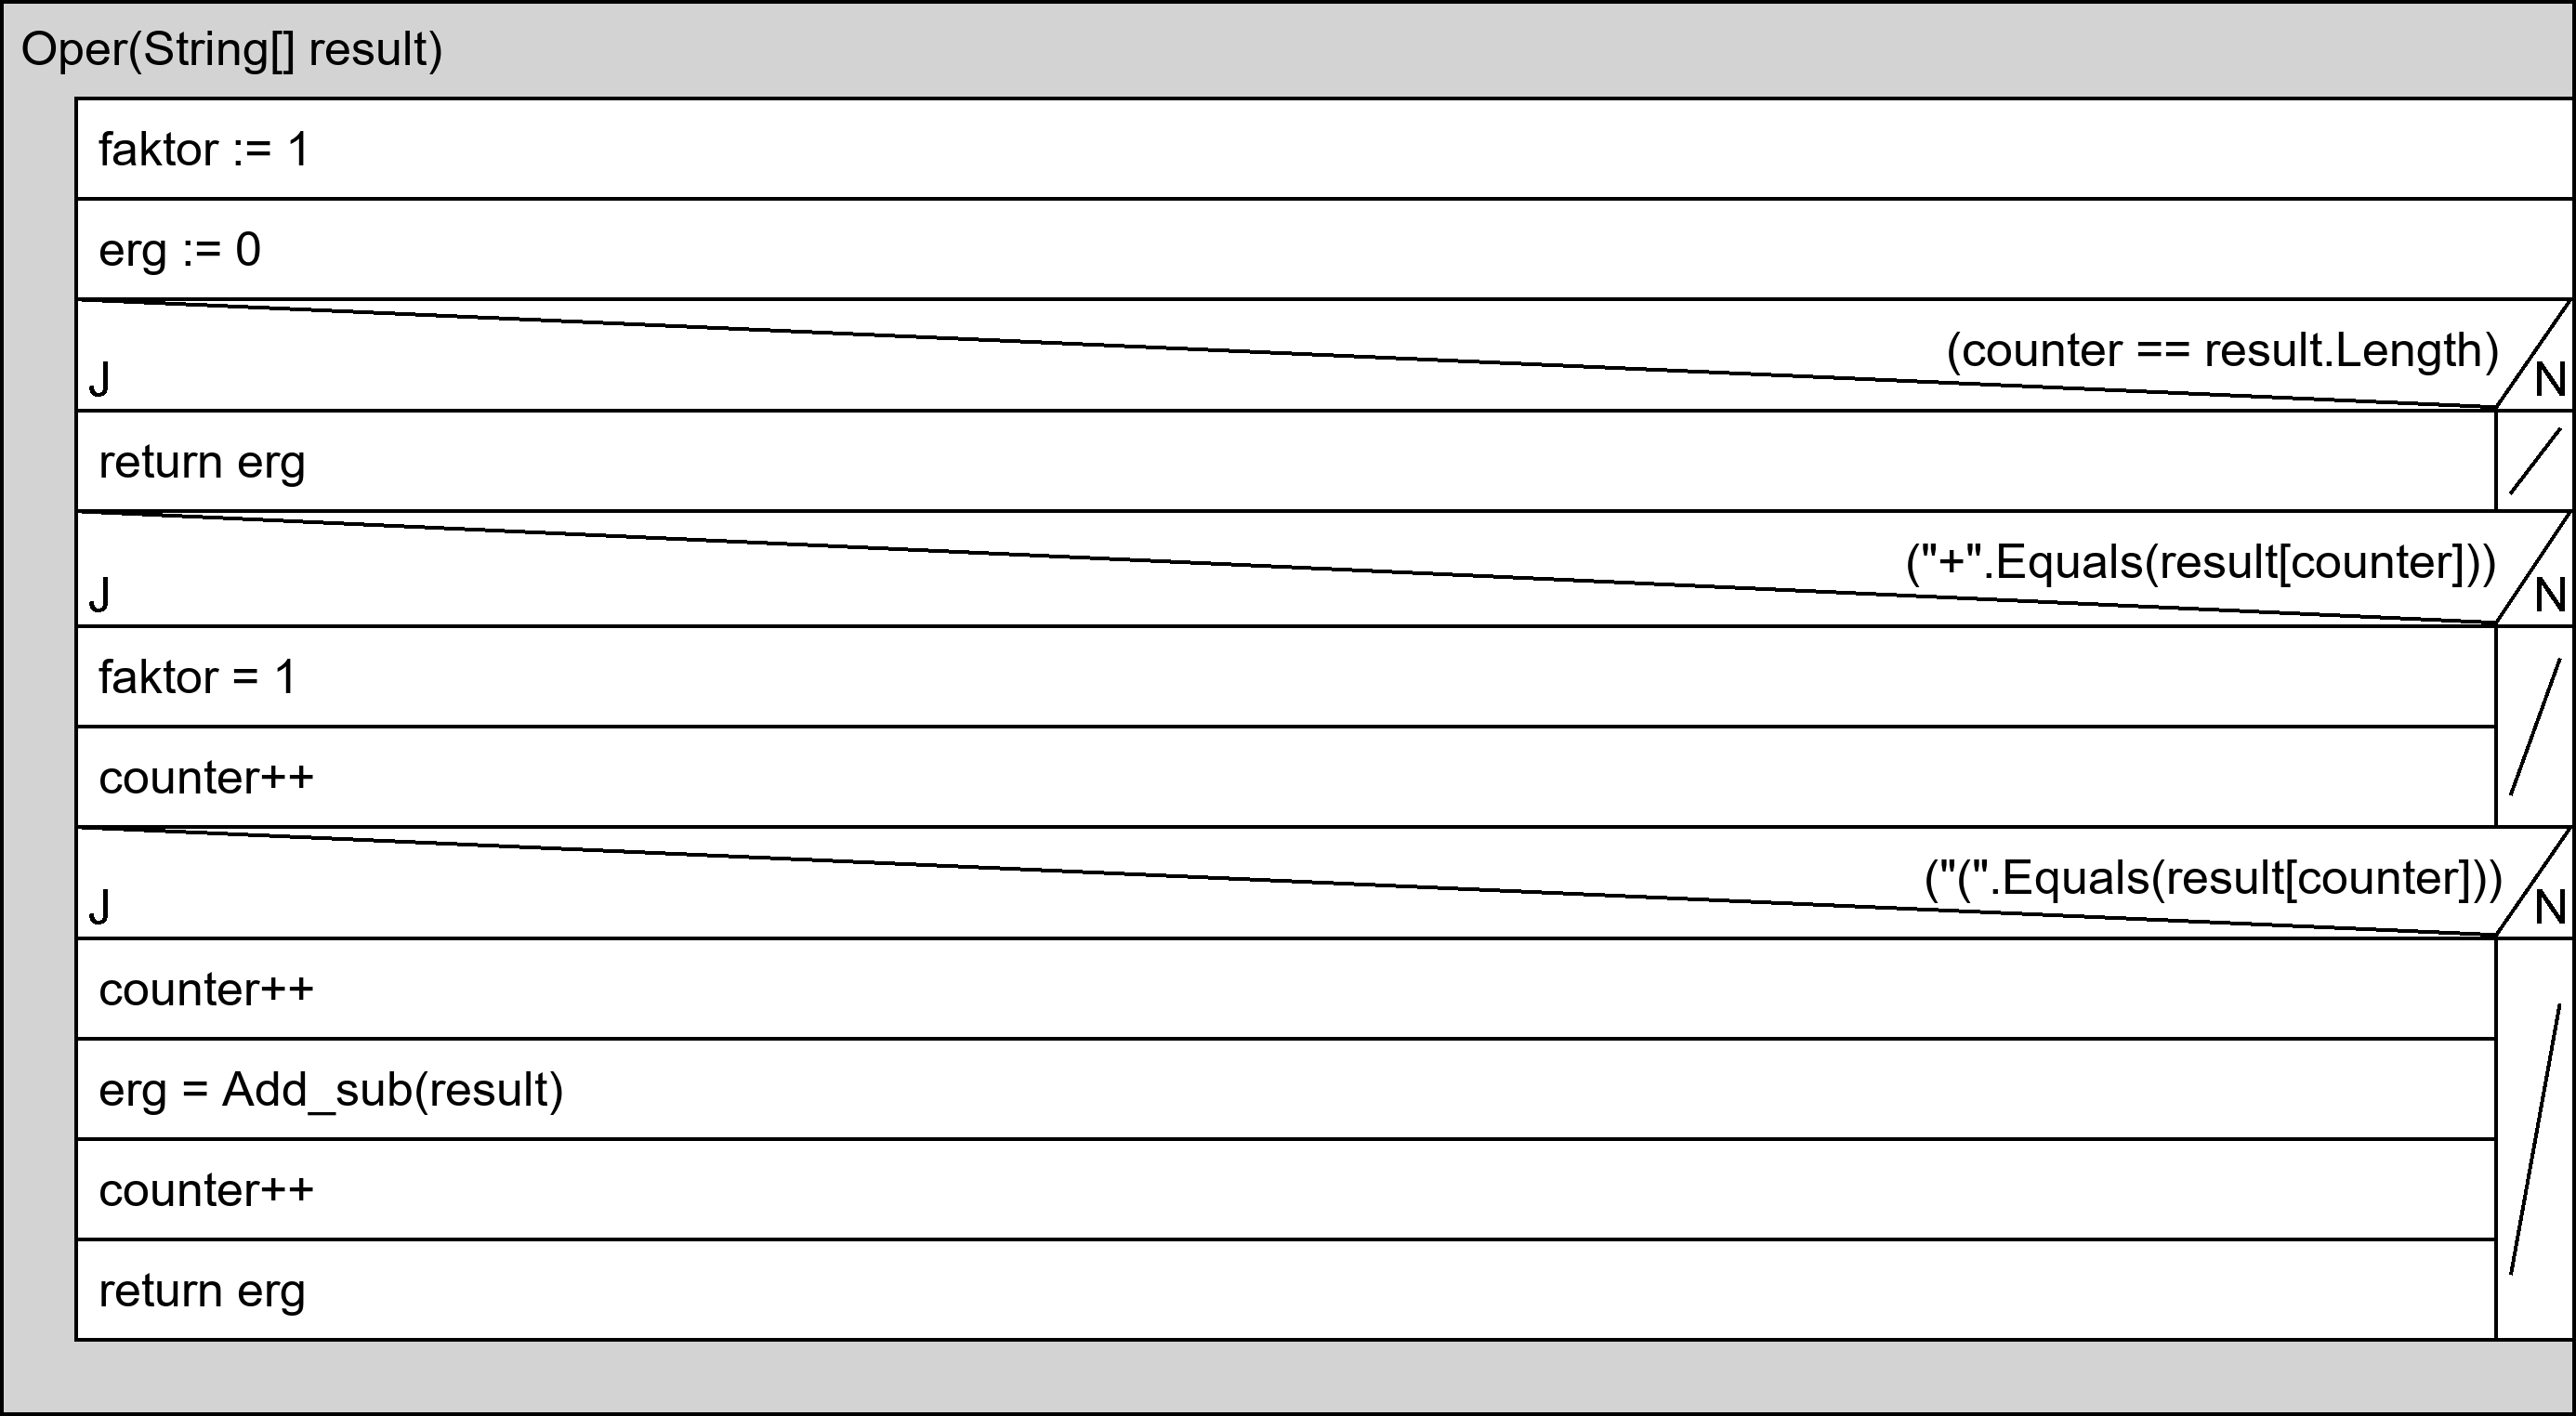 Oper(String[] result)
faktor := 1
erg := 0
(counter == result.Length)
J
N
return erg
("+".Equals(result[counter]))
J
N
faktor = 1
counter++
("(".Equals(result[counter]))
J
N
counter++
erg = Add_sub(result)
counter++
return erg